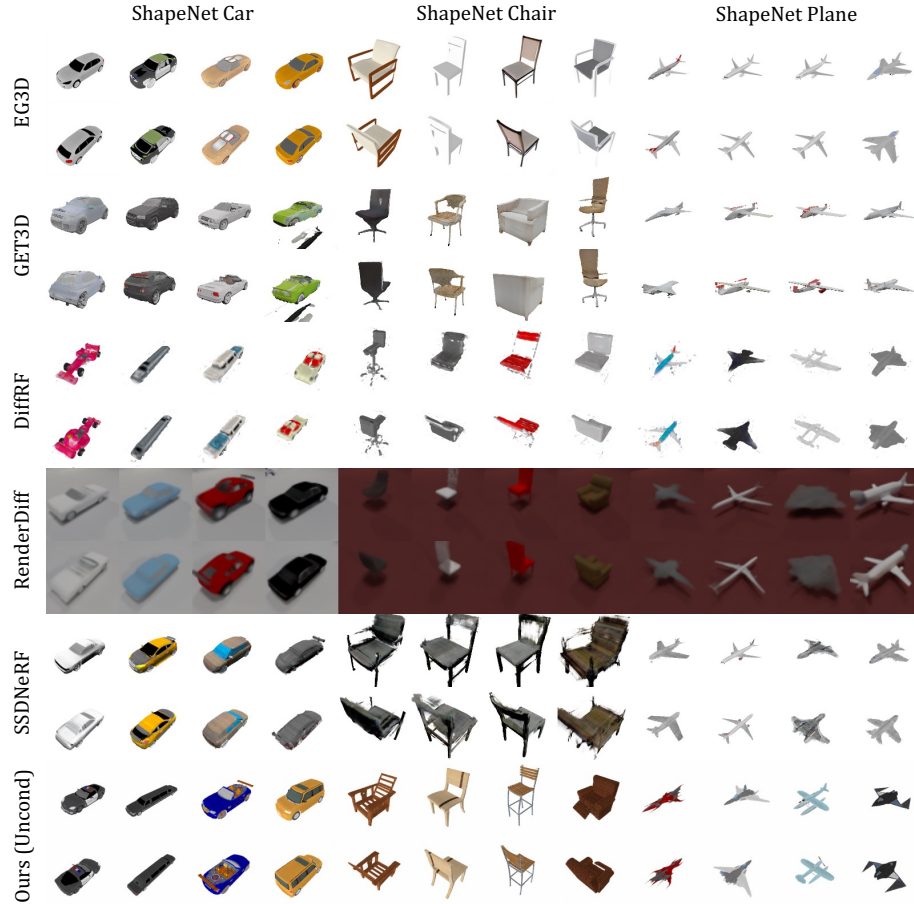 ShapeNet Car
ShapeNet Chair
ShapeNet Plane
EG3D
GET3D
DiffRF
RenderDiff
SSDNeRF
Ours (Uncond)